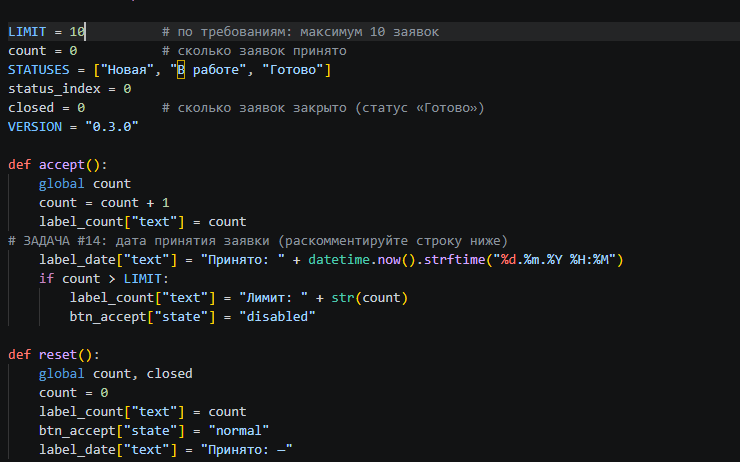 LIMIT = 10          # по требованиям: максимум 10 заявок
count = 0           # сколько заявок принято
STATUSES = ["Новая", "В работе", "Готово"]
status_index = 0
closed = 0          # сколько заявок закрыто (статус «Готово»)
VERSION = "0.3.0"
def accept():
    global count
    count = count + 1
    label_count["text"] = count
# ЗАДАЧА #14: дата принятия заявки (раскомментируйте строку ниже)
    label_date["text"] = "Принято: " + datetime.now().strftime("%d.%m.%Y %H:%M")
    if count > LIMIT:
        label_count["text"] = "Лимит: " + str(count)
        btn_accept["state"] = "disabled"
def reset():
    global count, closed
    count = 0
    label_count["text"] = count
    btn_accept["state"] = "normal"
    label_date["text"] = "Принято: —"